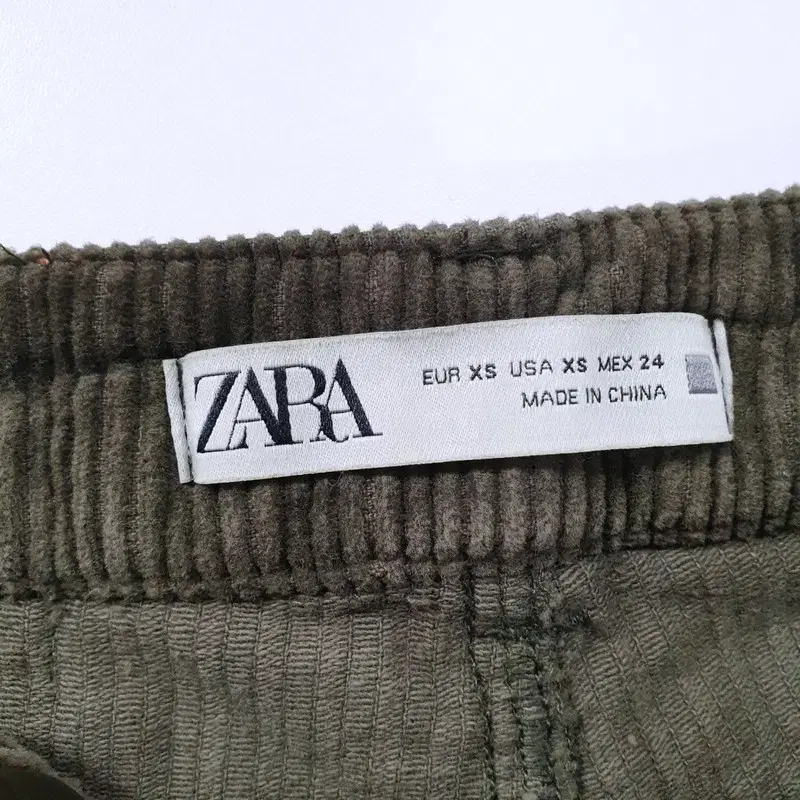 ZARA
EUR XS USA XS MEX 24
MADE IN CHINA